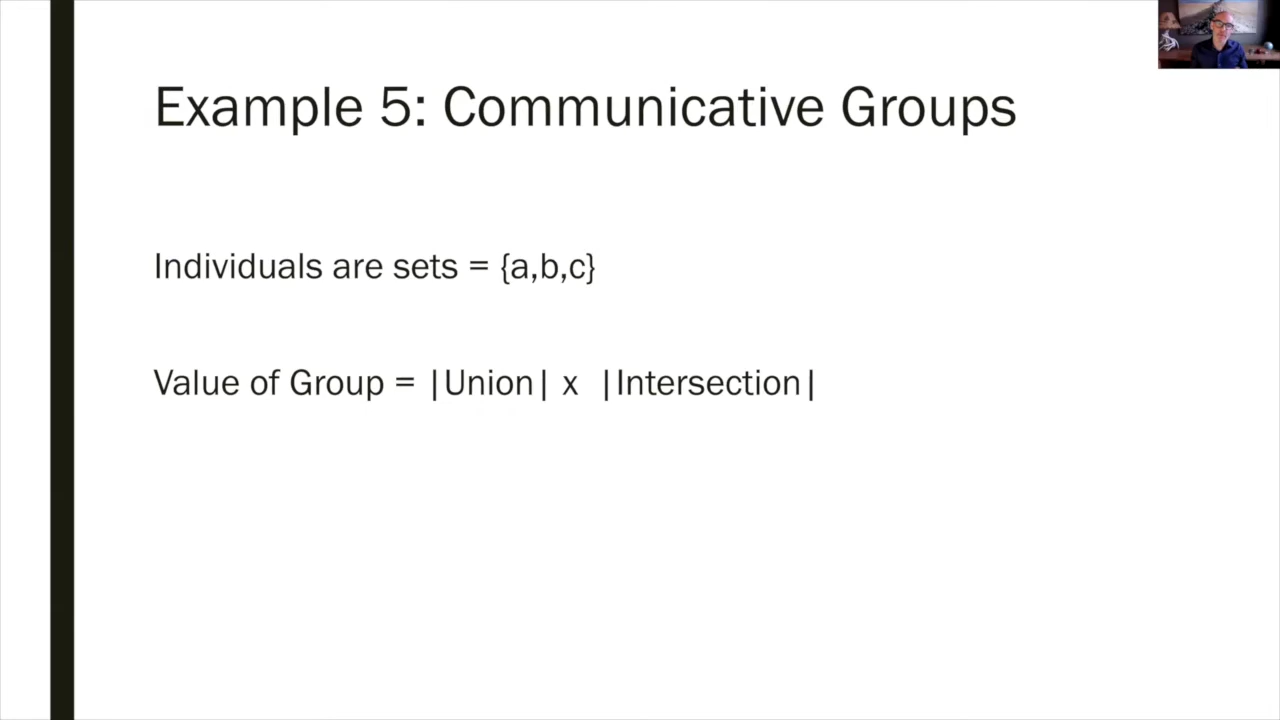 Example 5: Communicative Groups
Individuals are sets = {a,b,c}
Value of Group = |Union| x |Intersection|